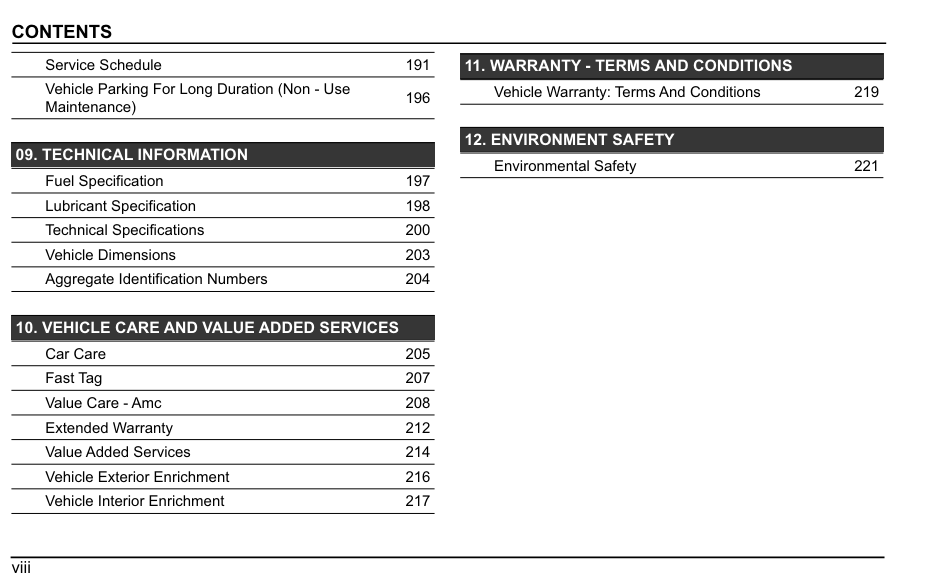 CONTENTS
Service Schedule 191
Vehicle Parking For Long Duration (Non - Use
Maintenance) 196
09. TECHNICAL INFORMATION
Fuel Specification 197
Lubricant Specification 198
Technical Specifications 200
Vehicle Dimensions 203
Aggregate Identification Numbers 204
10. VEHICLE CARE AND VALUE ADDED SERVICES
Car Care 205
Fast Tag 207
Value Care - Amc 208
Extended Warranty 212
Value Added Services 214
Vehicle Exterior Enrichment 216
Vehicle Interior Enrichment 217
11. WARRANTY - TERMS AND CONDITIONS
Vehicle Warranty: Terms And Conditions 219
12. ENVIRONMENT SAFETY
Environmental Safety 221
viii